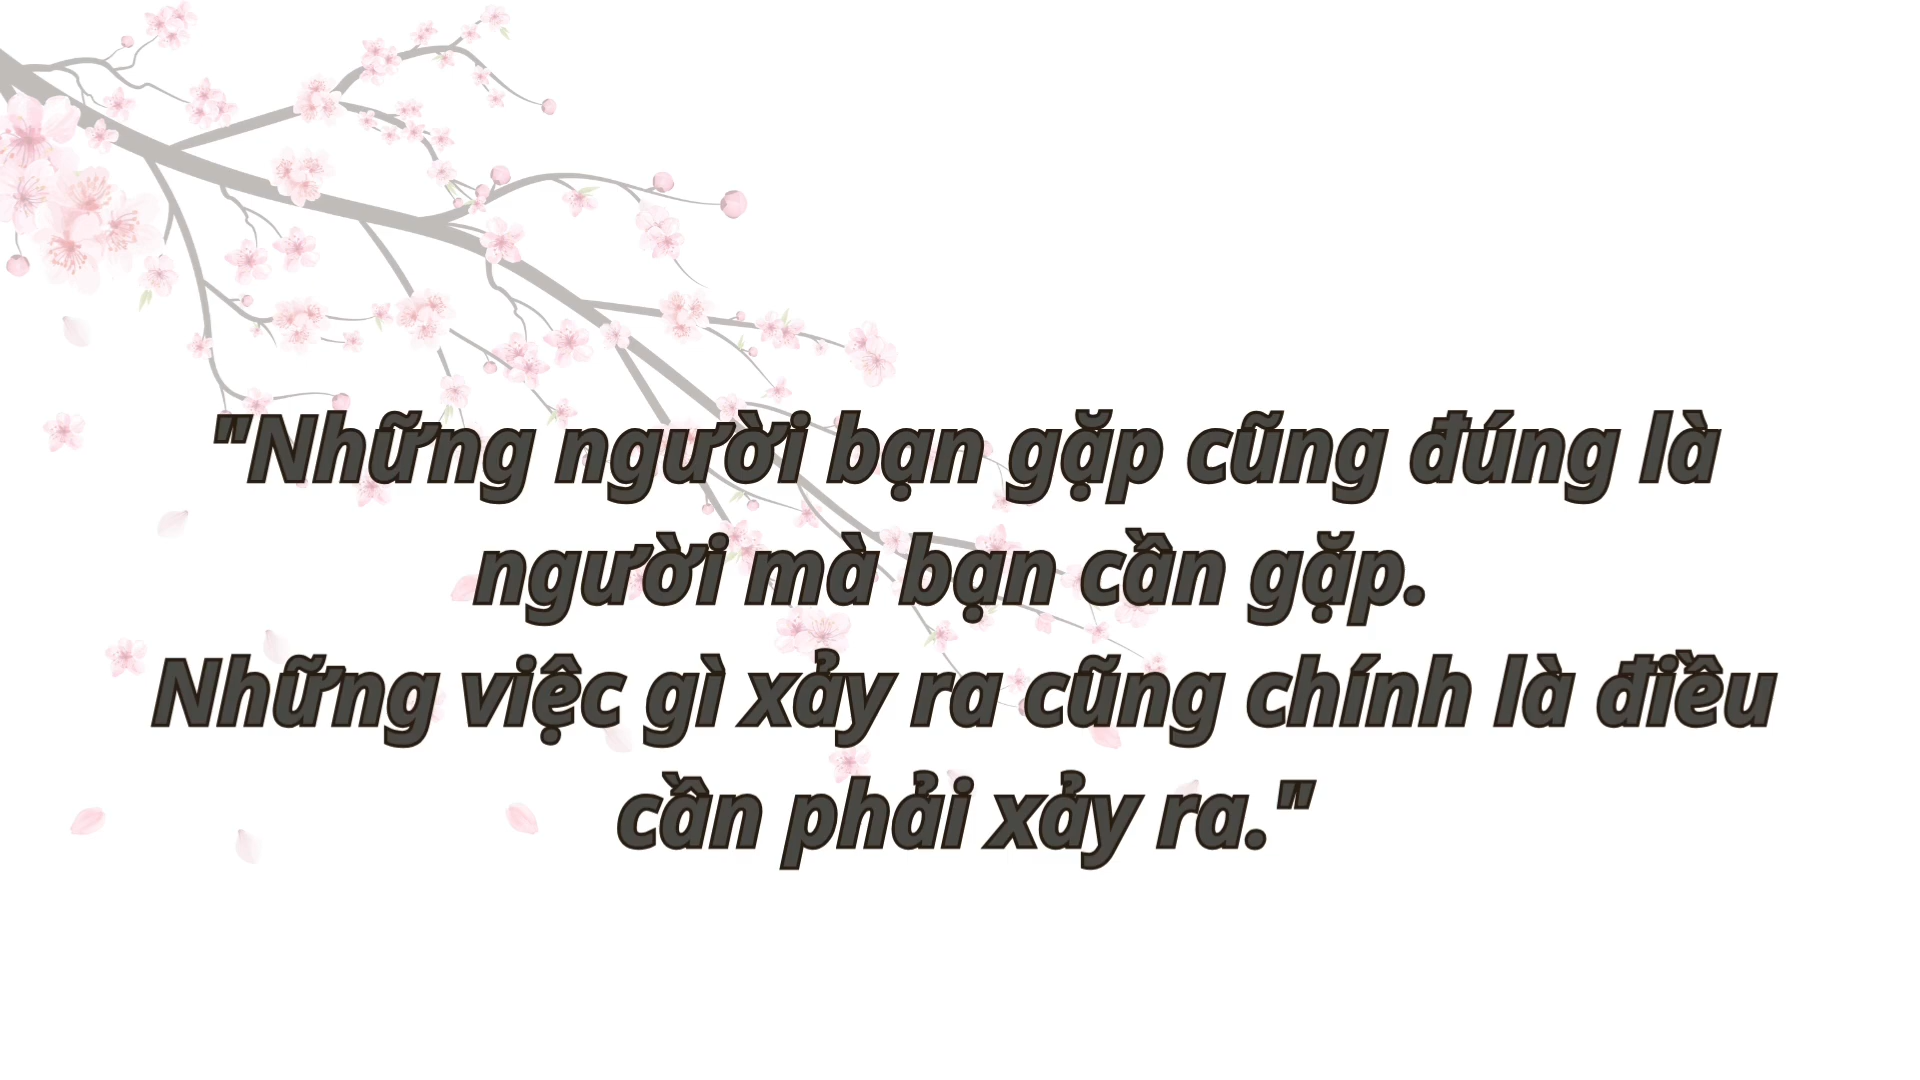 "Những người bạn gặp cũng đúng là
người mà bạn cần gặp.
Những việc gì xảy ra cũng chính là điều
cần phải xảy ra."